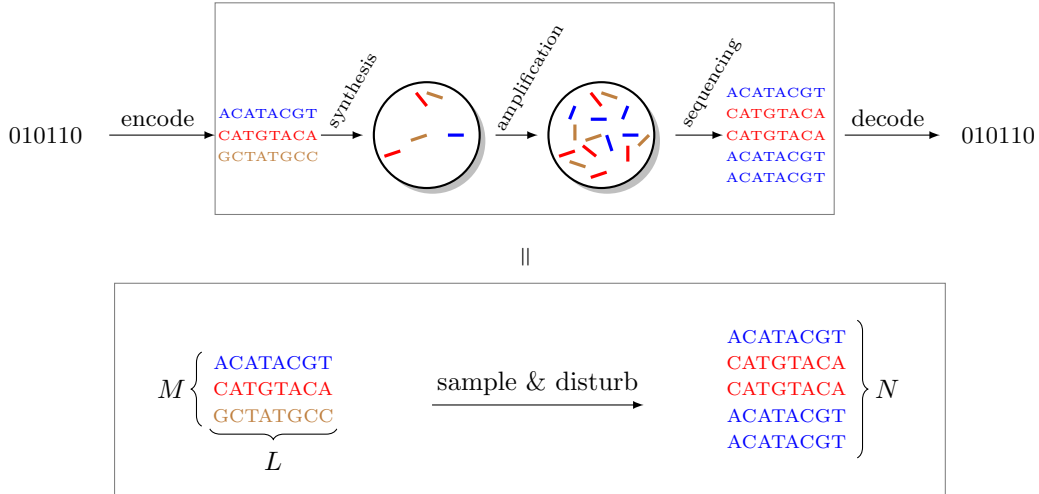 010110
encode
ACATACGT
CATGTACA
GCTATGCC
synthesis
amplification
sequencing
ACATACGT
CATGTACA
CATGTACA
ACATACGT
ACATACGT
decode
010110
=
M
ACATACGT
CATGTACA
GCTATGCC
L
sample & disturb
ACATACGT
CATGTACA
CATGTACA
ACATACGT
ACATACGT
N